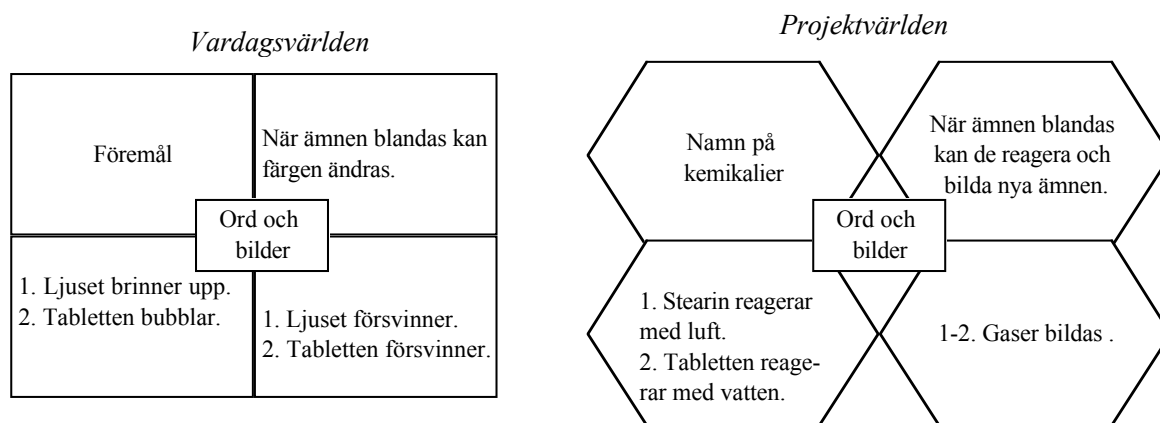 Vardagsvärlden
Föremål
När ämnen blandas kan
färgen ändras.
Ord och
bilder
1. Ljuset brinner upp.
2. Tabletten bubblar.
1. Ljuset försvinner.
2. Tabletten försvinner.
Projektvärlden
Namn på
kemikalier
När ämnen blandas
kan de reagera och
bilda nya ämnen.
Ord och
bilder
1. Stearin reagerar
med luft.
2. Tabletten reage-
rar med vatten.
1-2. Gaser bildas .